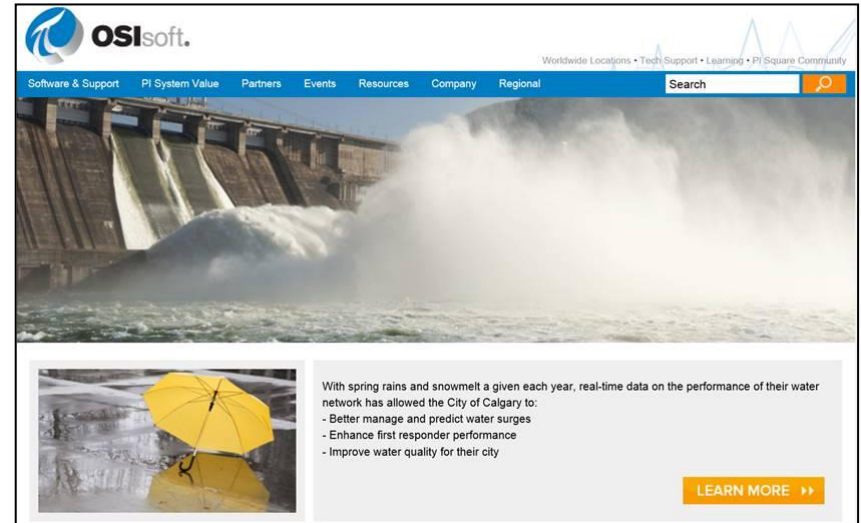 OSIsoft.
Worldwide Locations • Tech Support • Learning • PI Square Community
Software & Support PI System Value Partners Events Resources Company Regional Search
With spring rains and snowmelt a given each year, real-time data on the performance of their water
network has allowed the City of Calgary to:
- Better manage and predict water surges
- Enhance first responder performance
- Improve water quality for their city
LEARN MORE